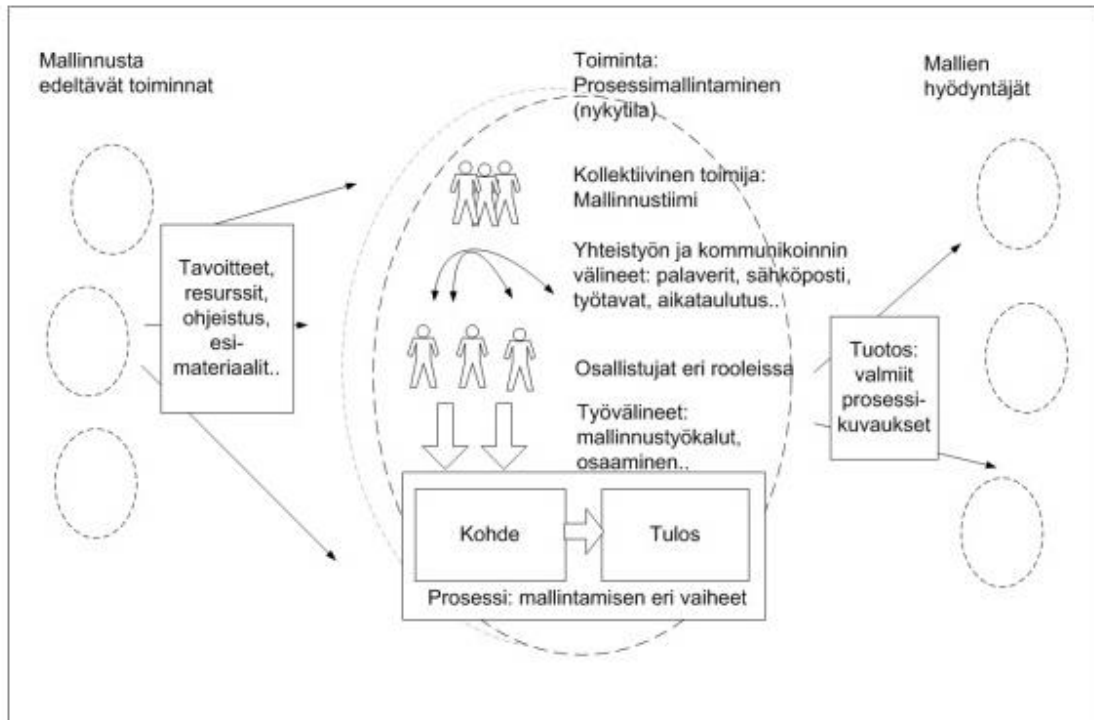 Mallinnusta
edeltävät toiminnat
Tavoitteet,
resurssit,
ohjeistus,
esi-
materiaalit..
Toiminta:
Prosessimallintaminen
(nykytila)
Kollektiivinen toimija:
Mallinnustiimi
Yhteistyön ja kommunikoinnin
välineet: palaverit, sähköposti,
työtavat, aikataulutus..
Osallistujat eri rooleissa
Työvälineet:
mallinnustyökalut,
osaaminen..
Kohde
Tulos
Prosessi: mallintamisen eri vaiheet
Mallien
hyödyntäjät
Tuotos:
valmiit
prosessi-
kuvaukset